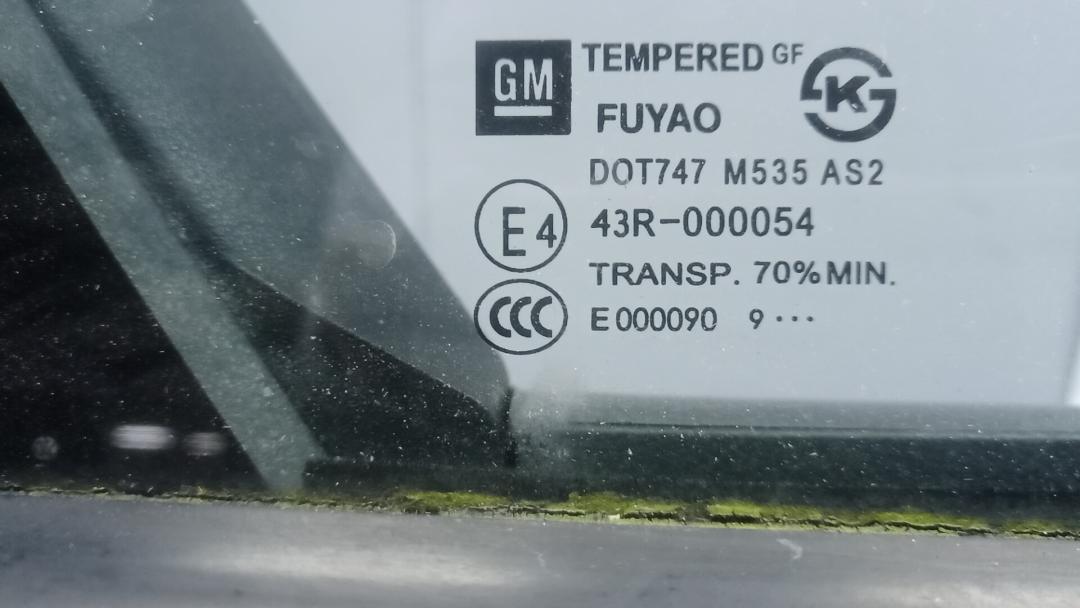 GM TEMPERED GF K S
FUYAO
DOT747 M535 AS2
E4 43R-000054
TRANSP. 70% MIN.
CCC E000090 9 ...